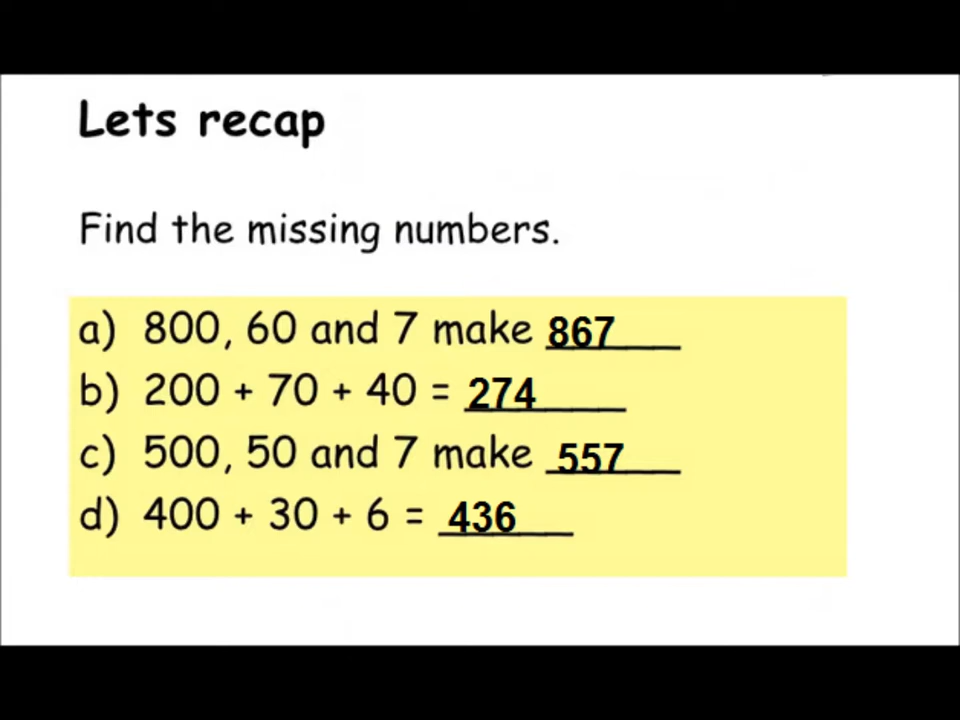 Lets recap
Find the missing numbers.
a) 800, 60 and 7 make 867
b) 200 + 70 + 40 = 274
c) 500, 50 and 7 make 557
d) 400 + 30 + 6 = 436